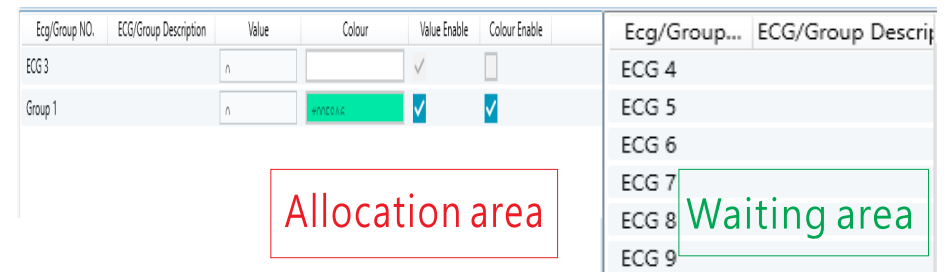 Ecg/Group NO. ECG/Group Description Value Colour Value Enable Colour Enable
ECG 3
Group 1
Allocation area
Ecg/Group... ECG/Group Descrip
ECG 4
ECG 5
ECG 6
ECG 7
ECG 8
ECG 9
Waiting area